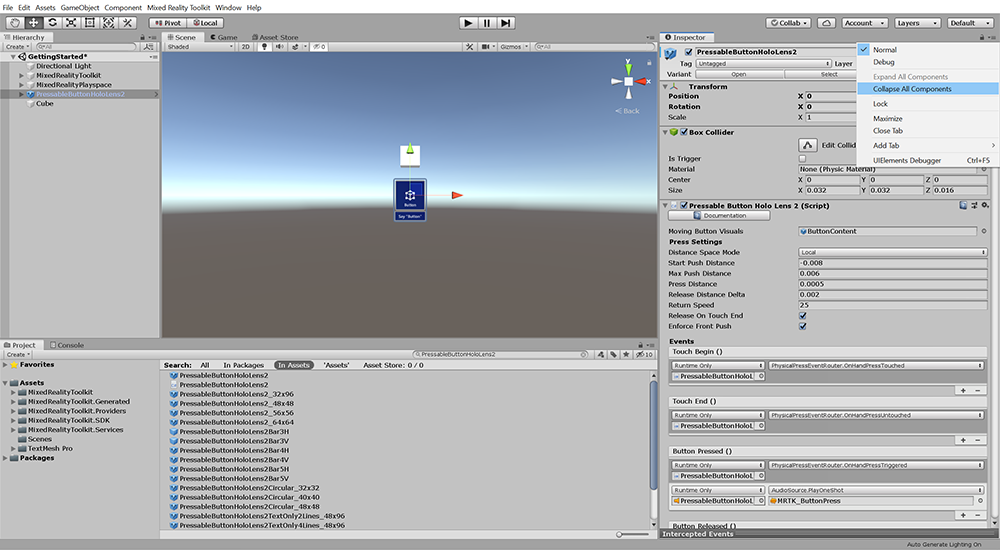 File Edit Assets GameObject Component Mixed Reality Toolkit Window Help
Pivot Local Collab Account Layers Default
Hierarchy
Create All
GettingStarted*
Directional Light
MixedRealityToolkit
MixedRealityPlayspace
PressableButtonHoloLens2
Cube
Scene Game Asset Store
Shaded 2D 0 Gizmos All
Y
X
Back
Button
Say "Button"
Inspector
PressableButtonHoloLens2
Tag Untagged Layer
Variant Open Select
Normal
Debug
Expand All Components
Collapse All Components
Lock
Maximize
Close Tab
Add Tab
UIElements Debugger Ctrl+F5
Transform
Position X 0
Rotation X 0
Scale X 1
Box Collider
Edit Collid
Is Trigger
Material None (Physic Material)
Center X 0 Y 0 Z 0
Size X 0.032 Y 0.032 Z 0.016
Pressable Button Holo Lens 2 (Script)
Documentation
Moving Button Visuals ButtonContent
Press Settings
Distance Space Mode Local
Start Push Distance -0.008
Max Push Distance 0.006
Press Distance 0.0005
Release Distance Delta 0.002
Return Speed 25
Release On Touch End
Enforce Front Push
Events
Touch Begin ()
Runtime Only PhysicalPressEventRouter.OnHandPressTouched
PressableButtonHoloL
+ −
Touch End ()
Runtime Only PhysicalPressEventRouter.OnHandPressUntouched
PressableButtonHoloL
+ −
Button Pressed ()
Runtime Only PhysicalPressEventRouter.OnHandPressTriggered
PressableButtonHoloL
Runtime Only AudioSource.PlayOneShot
PressableButtonHoloL MRTK_ButtonPress
+ −
Button Released ()
Intercepted Events
Project Console
Create PressableButtonHoloLens2 10
Favorites
Assets
MixedRealityToolkit
MixedRealityToolkit.Generated
MixedRealityToolkit.Providers
MixedRealityToolkit.SDK
MixedRealityToolkit.Services
Scenes
TextMesh Pro
Packages
Search: All In Packages In Assets 'Assets' Asset Store: 0 / 0
PressableButtonHoloLens2
PressableButtonHoloLens2
PressableButtonHoloLens2_32x96
PressableButtonHoloLens2_48x48
PressableButtonHoloLens2_56x56
PressableButtonHoloLens2_64x64
PressableButtonHoloLens2Bar3H
PressableButtonHoloLens2Bar3V
PressableButtonHoloLens2Bar4H
PressableButtonHoloLens2Bar4V
PressableButtonHoloLens2Bar5H
PressableButtonHoloLens2Bar5V
PressableButtonHoloLens2Circular_32x32
PressableButtonHoloLens2Circular_40x40
PressableButtonHoloLens2Circular_48x48
PressableButtonHoloLens2TextOnly2Lines_48x96
PressableButtonHoloLens2TextOnly4Lines_48x96
Auto Generate Lighting On